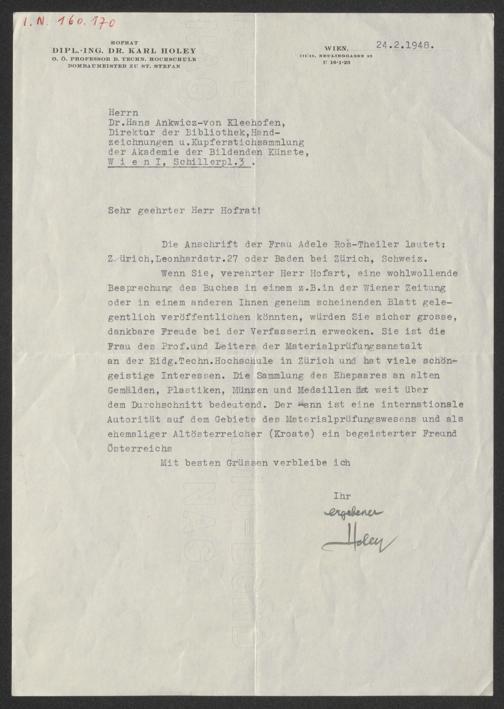 I.N. 160.170
HOFRAT
DIPL.-ING. DR. KARL HOLEY
O. Ö. PROFESSOR D. TECHN. HOCHSCHULE
DOMBAUMEISTER ZU ST. STEFAN
WIEN, 24.2.1948.
U 16-1-23
Herrn
Dr.Hans Ankwicz-von Kleehofen,
Direktor der Bibliothek,Hand-
zeichnungen u.Kupferstichsammlung
der Akademie der Bildenden Künste,
W i e n I, Schillerpl.3 .
Sehr geehrter Herr Hofrat!
Die Anschrift der Frau Adele Roš-Theiler lautet:
Zürich,Leonhardstr.27 oder Baden bei Zürich, Schweiz.
Wenn Sie, verehrter Herr Hofart, eine wohlwollende
Besprechung des Buches in einem z.B.in der Wiener Zeitung
oder in einem anderen Ihnen genehm scheinenden Blatt gele-
gentlich veröffentlichen könnten, würden Sie sicher grosse,
dankbare Freude bei der Verfasserin erwecken. Sie ist die
Frau des Prof.und Leiters der Materialprüfungsanstalt
an der Eidg.Techn.Hochschule in Zürich und hat viele schön-
geistige Interessen. Die Sammlung des Ehepaares an alten
Gemälden, Plastiken, Münzen und Medaillen ist weit über
dem Durchschnitt bedeutend. Der Mann ist eine internationale
Autorität auf dem Gebiete des Materialprüfungswesens und als
ehemaliger Altösterreicher (Kroate) ein begeisterter Freund
Österreichs
Mit besten Grüssen verbleibe ich
Ihr
ergebener
Holey